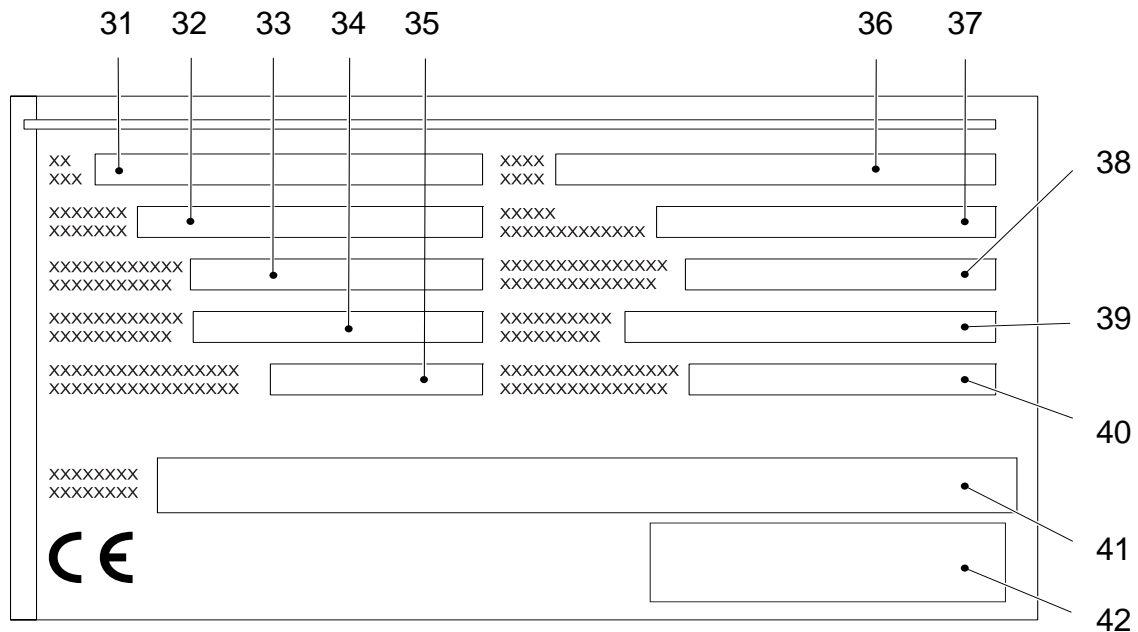 31 32 33 34 35 36 37
XX XXXX
XXX XXXX
38
XXXXXXX XXXXX
XXXXXXX XXXXXXXXXXXXX
XXXXXXXXXXXX XXXXXXXXXXXXXXX
XXXXXXXXXXX XXXXXXXXXXXXXX
XXXXXXXXXXXX XXXXXXXXXX
39
XXXXXXXXXXX XXXXXXXXX
XXXXXXXXXXXXXXXXX XXXXXXXXXXXXXXXX
XXXXXXXXXXXXXXXXX XXXXXXXXXXXXXXX
40
XXXXXXXX
XXXXXXXX
41
CE
42